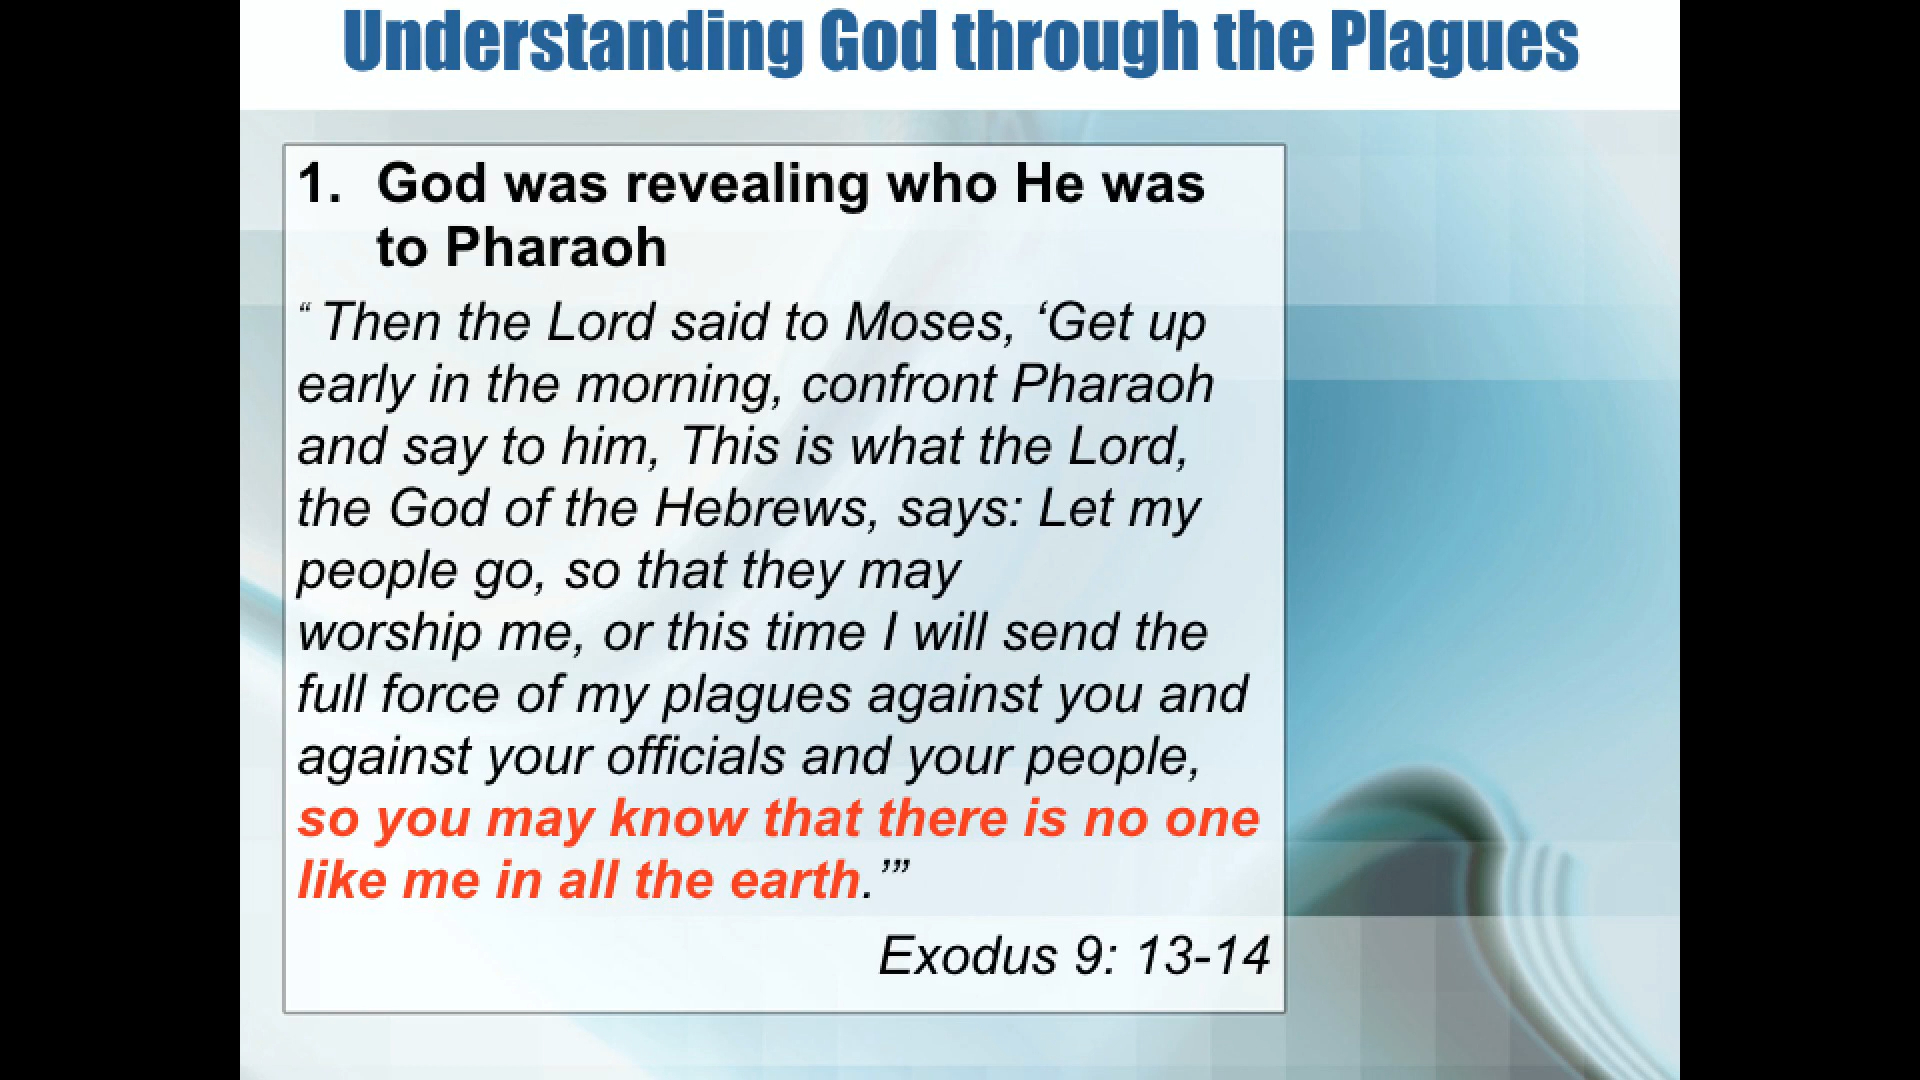 Understanding God through the Plagues
1. God was revealing who He was
to Pharaoh
“ Then the Lord said to Moses, ‘Get up
early in the morning, confront Pharaoh
and say to him, This is what the Lord,
the God of the Hebrews, says: Let my
people go, so that they may
worship me, or this time I will send the
full force of my plagues against you and
against your officials and your people,
so you may know that there is no one
like me in all the earth.’”
Exodus 9: 13-14